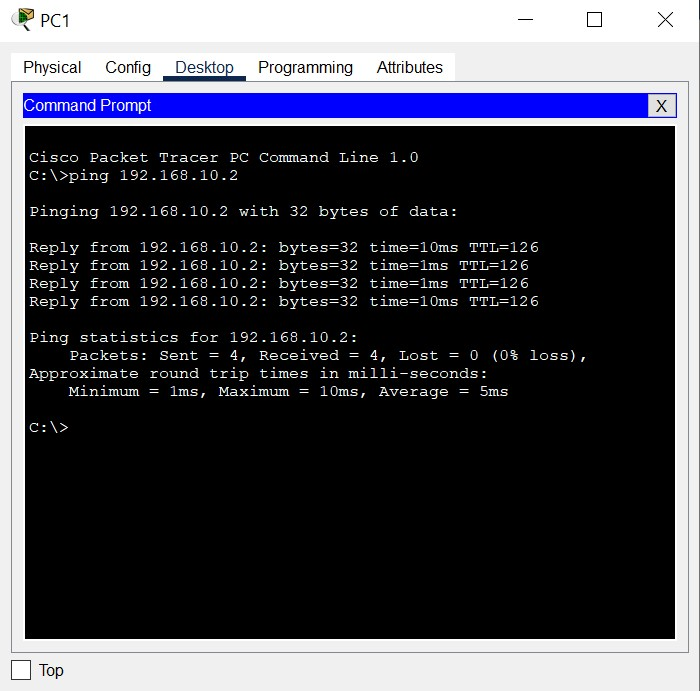 PC1
Physical Config Desktop Programming Attributes
Command Prompt X
Cisco Packet Tracer PC Command Line 1.0
C:\>ping 192.168.10.2
Pinging 192.168.10.2 with 32 bytes of data:
Reply from 192.168.10.2: bytes=32 time=10ms TTL=126
Reply from 192.168.10.2: bytes=32 time=1ms TTL=126
Reply from 192.168.10.2: bytes=32 time=1ms TTL=126
Reply from 192.168.10.2: bytes=32 time=10ms TTL=126
Ping statistics for 192.168.10.2:
Packets: Sent = 4, Received = 4, Lost = 0 (0% loss),
Approximate round trip times in milli-seconds:
Minimum = 1ms, Maximum = 10ms, Average = 5ms
C:\>
Top